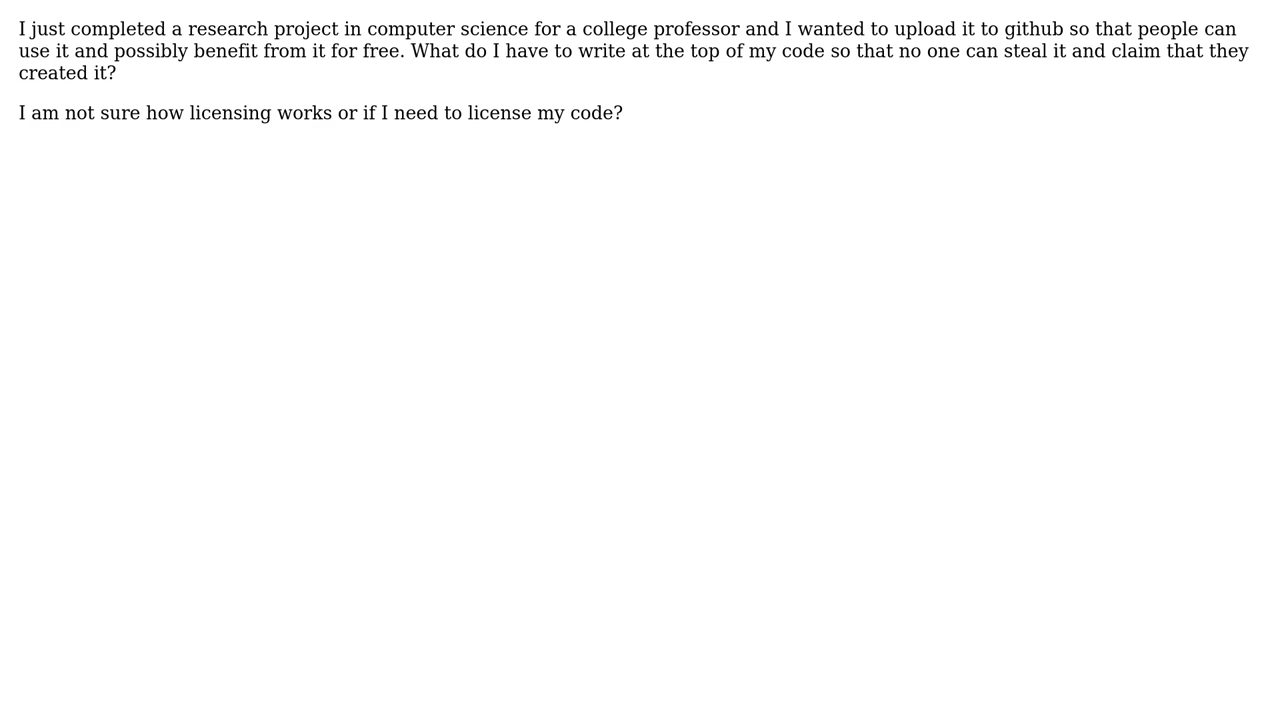 I just completed a research project in computer science for a college professor and I wanted to upload it to github so that people can
use it and possibly benefit from it for free. What do I have to write at the top of my code so that no one can steal it and claim that they
created it?
I am not sure how licensing works or if I need to license my code?